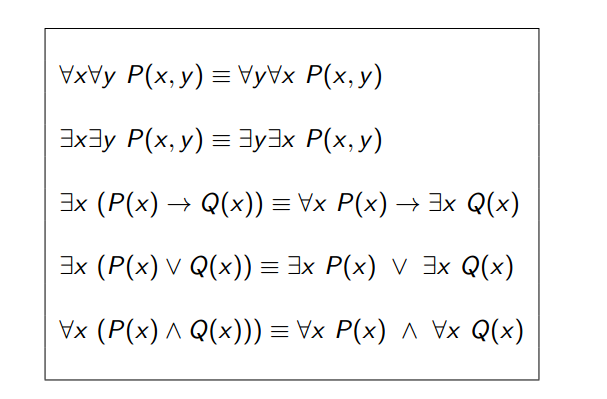 ∀x∀y P(x, y) ≡ ∀y∀x P(x, y)
∃x∃y P(x, y) ≡ ∃y∃x P(x, y)
∃x (P(x) → Q(x)) ≡ ∀x P(x) → ∃x Q(x)
∃x (P(x) ∨ Q(x)) ≡ ∃x P(x) ∨ ∃x Q(x)
∀x (P(x) ∧ Q(x))) ≡ ∀x P(x) ∧ ∀x Q(x)